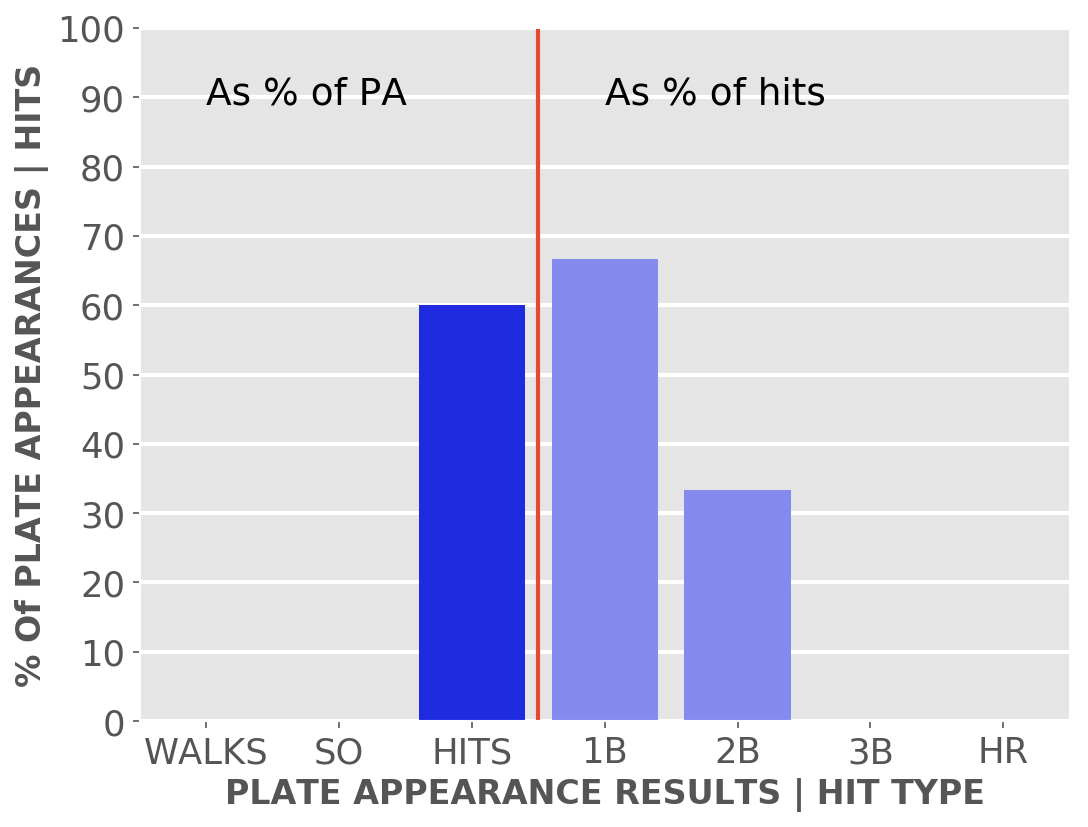 % Of PLATE APPEARANCES | HITS
100
90
80
70
60
50
40
30
20
10
0
As % of PA
As % of hits
WALKS SO HITS 1B 2B 3B HR
PLATE APPEARANCE RESULTS | HIT TYPE